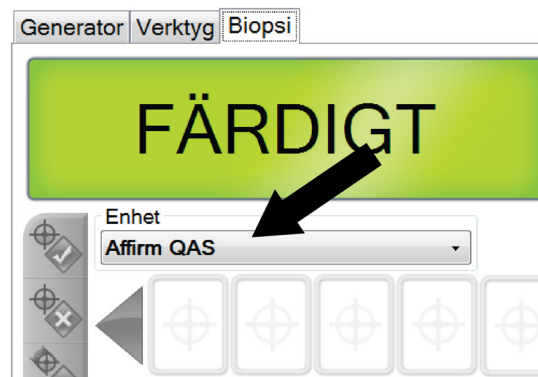 Generator Verktyg Biopsi
FÄRDIGT
Enhet
Affirm QAS